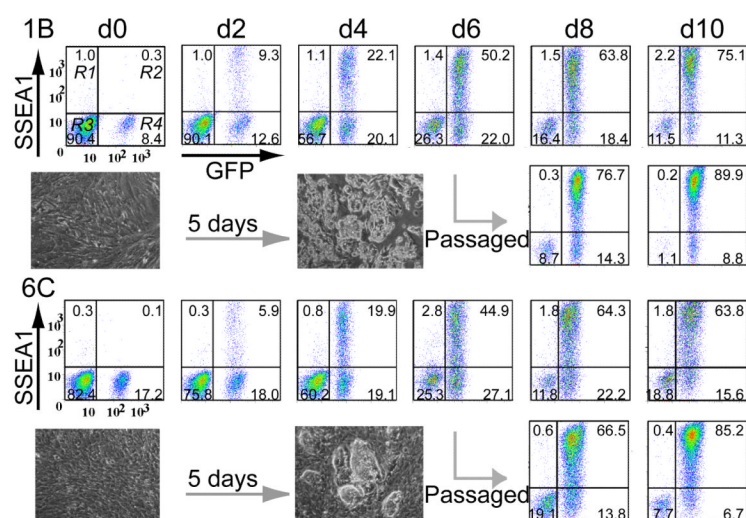 1B d0 d2 d4 d6 d8 d10
SSEA1
10³
10
0
1.0 0.3
R1 R2
R3 R4
90.4 8.4
10 10² 10³
1.0 9.3
90.1 12.6
1.1 22.1
56.7 20.1
1.4 50.2
26.3 22.0
1.5 63.8
16.4 18.4
2.2 75.1
11.5 11.3
GFP
5 days
Passaged
0.3 76.7
8.7 14.3
0.2 89.9
1.1 8.8
6C
SSEA1
10³
10
0
0.3 0.1
82.4 17.2
10 10² 10³
0.3 5.9
75.8 18.0
0.8 19.9
60.2 19.1
2.8 44.9
25.3 27.1
1.8 64.3
11.8 22.2
1.8 63.8
18.8 15.6
5 days
Passaged
0.6 66.5
19.1 13.8
0.4 85.2
7.7 6.7